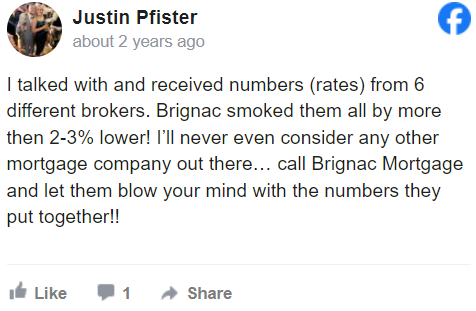 Justin Pfister
about 2 years ago
I talked with and received numbers (rates) from 6
different brokers. Brignac smoked them all by more
then 2-3% lower! I’ll never even consider any other
mortgage company out there… call Brignac Mortgage
and let them blow your mind with the numbers they
put together!!
Like 1 Share